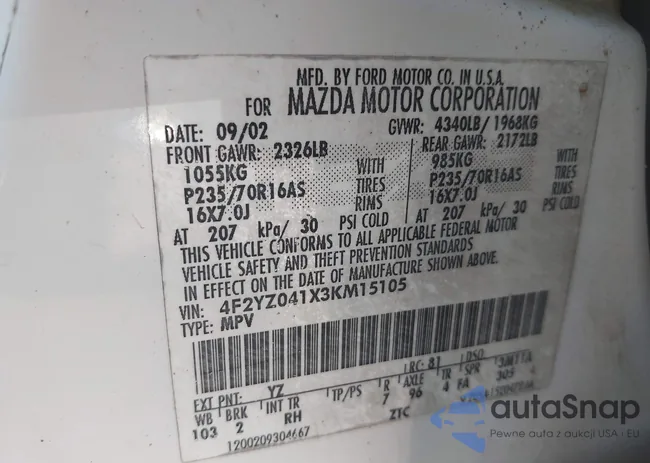 MFD. BY FORD MOTOR CO. IN U.S.A.
FOR MAZDA MOTOR CORPORATION
DATE: 09/02 GVWR: 4340LB/ 1968KG
FRONT GAWR: 2326LB REAR GAWR: 2172LB
1055KG WITH 985KG WITH
P235/70R16AS TIRES P235/70R16AS TIRES
16X7.0J RIMS 16X7.0J RIMS
AT 207 kPa/ 30 PSI COLD AT 207 kPa/ 30 PSI COLD
THIS VEHICLE CONFORMS TO ALL APPLICABLE FEDERAL MOTOR
VEHICLE SAFETY AND THEFT PREVENTION STANDARDS
IN EFFECT ON THE DATE OF MANUFACTURE SHOWN ABOVE.
VIN: 4F2YZ041X3KM15105
TYPE: MPV
EXT PNT: YZ RC: 81 DSO:
WB BRK INT TR TP/PS R AXLE TR SPR
103 2 RH 7 96 4 FA 305
1200209304667 ZTC
autaSnap
Pewne auta z aukcji USA · EU